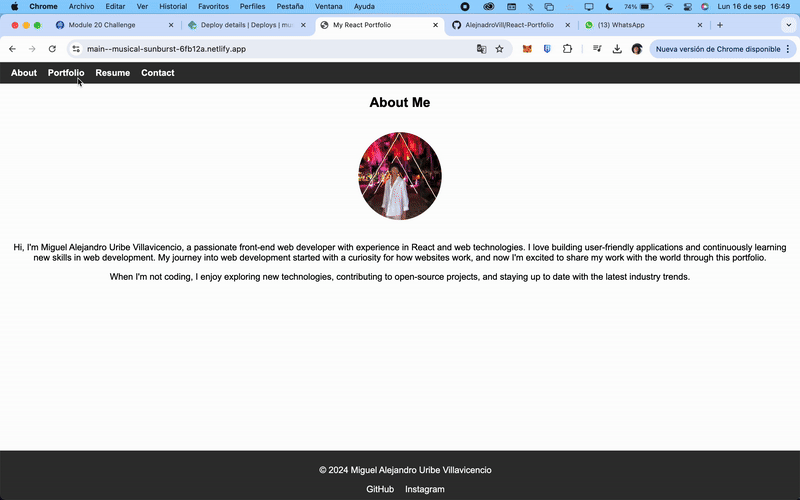 Chrome Archivo Editar Ver Historial Favoritos Perfiles Pestaña Ventana Ayuda 74% Lun 16 de sep 16:49
Module 20 Challenge Deploy details | Deploys | mu My React Portfolio AlejnadroVill/React-Portfolio (13) WhatsApp
main--musical-sunburst-6fb12a.netlify.app Nueva versión de Chrome disponible
About Portfolio Resume Contact
About Me
Hi, I'm Miguel Alejandro Uribe Villavicencio, a passionate front-end web developer with experience in React and web technologies. I love building user-friendly applications and continuously learning
new skills in web development. My journey into web development started with a curiosity for how websites work, and now I'm excited to share my work with the world through this portfolio.
When I'm not coding, I enjoy exploring new technologies, contributing to open-source projects, and staying up to date with the latest industry trends.
© 2024 Miguel Alejandro Uribe Villavicencio
GitHub Instagram